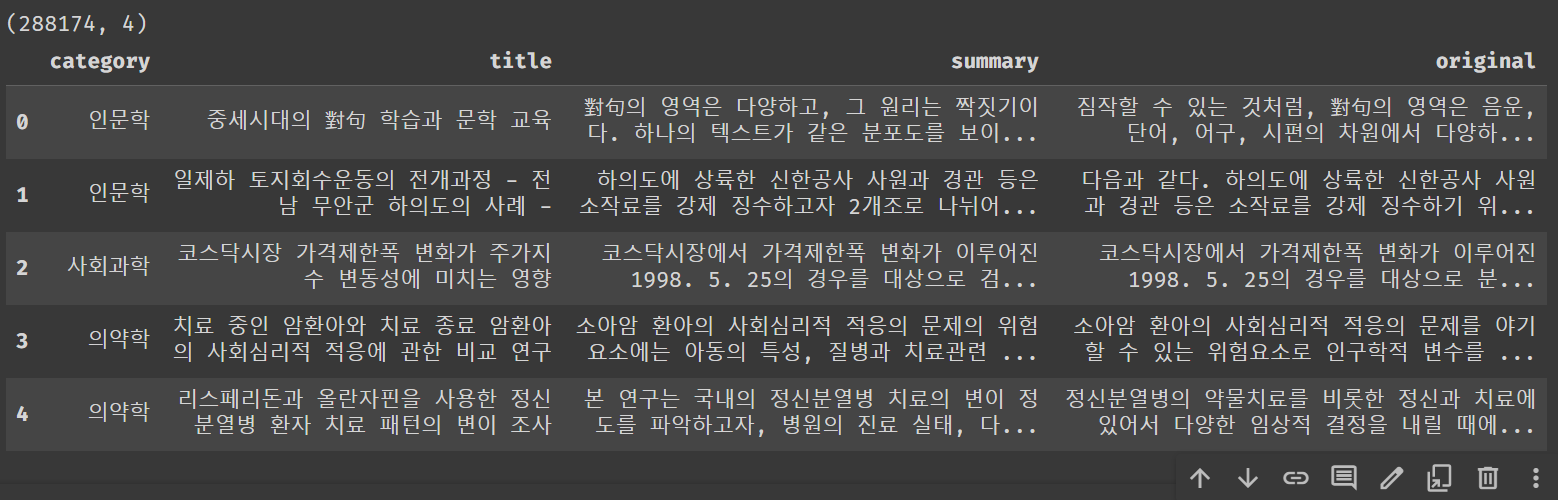 (288174, 4)
category title summary original
0 인문학 중세시대의 對句 학습과 문학 교육 對句의 영역은 다양하고, 그 원리는 짝짓기이다. 하나의 텍스트가 같은 분포도를 보이... 짐작할 수 있는 것처럼, 對句의 영역은 음운, 단어, 어구, 시편의 차원에서 다양하...
1 인문학 일제하 토지회수운동의 전개과정 - 전남 무안군 하의도의 사례 - 하의도에 상륙한 신한공사 사원과 경관 등은 소작료를 강제 징수하고자 2개조로 나뉘어... 다음과 같다. 하의도에 상륙한 신한공사 사원과 경관 등은 소작료를 강제 징수하기 위...
2 사회과학 코스닥시장 가격제한폭 변화가 주가지수 변동성에 미치는 영향 코스닥시장에서 가격제한폭 변화가 이루어진 1998. 5. 25의 경우를 대상으로 검... 코스닥시장에서 가격제한폭 변화가 이루어진 1998. 5. 25의 경우를 대상으로 분...
3 의약학 치료 중인 암환아와 치료 종료 암환아의 사회심리적 적응에 관한 비교 연구 소아암 환아의 사회심리적 적응의 문제의 위험요소에는 아동의 특성, 질병과 치료관련 ... 소아암 환아의 사회심리적 적응의 문제를 야기할 수 있는 위험요소로 인구학적 변수를 ...
4 의약학 리스페리돈과 올란자핀을 사용한 정신분열병 환자 치료 패턴의 변이 조사 본 연구는 국내의 정신분열병 치료의 변이 정도를 파악하고자, 병원의 진료 실태, 다... 정신분열병의 약물치료를 비롯한 정신과 치료에 있어서 다양한 임상적 결정을 내릴 때에...